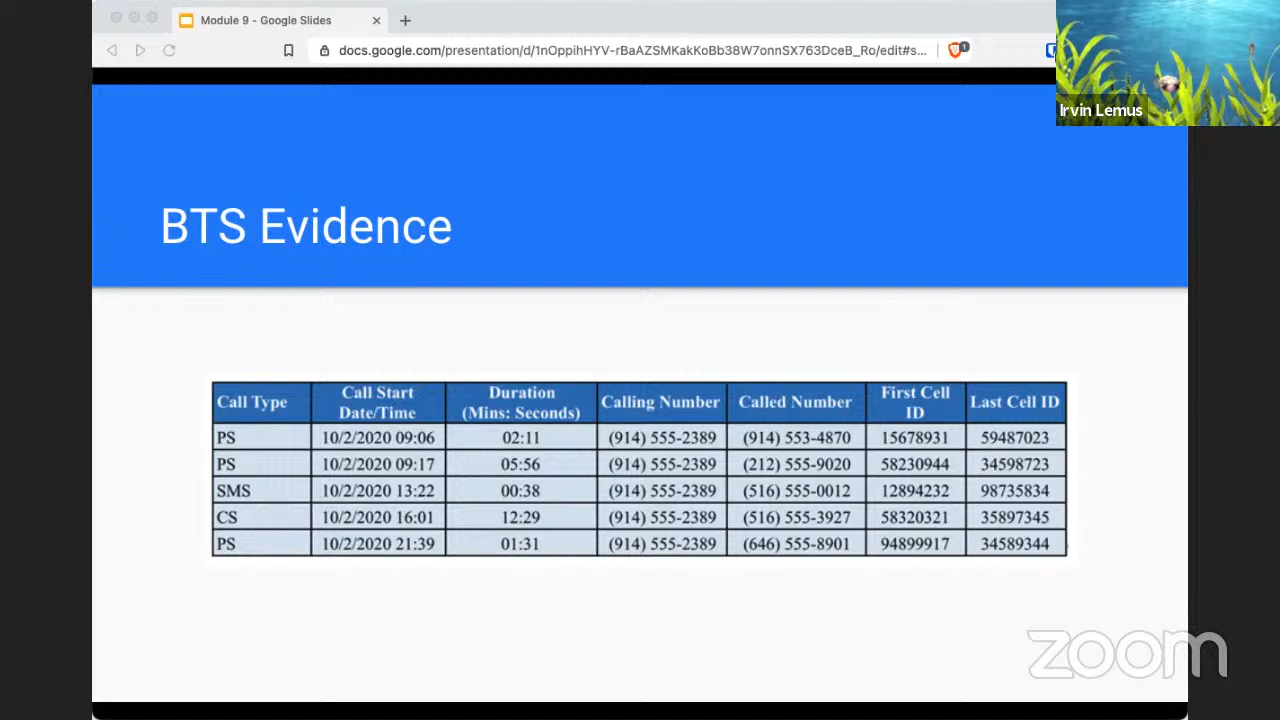 Module 9 - Google Slides
docs.google.com/presentation/d/1nOppihHYV-rBaAZSMKakKoBb38W7onnSX763DceB_Ro/edit#s...
1
Irvin Lemus
BTS Evidence
Call Type Call Start Date/Time Duration (Mins: Seconds) Calling Number Called Number First Cell ID Last Cell ID
PS 10/2/2020 09:06 02:11 (914) 555-2389 (914) 553-4870 15678931 59487023
PS 10/2/2020 09:17 05:56 (914) 555-2389 (212) 555-9020 58230944 34598723
SMS 10/2/2020 13:22 00:38 (914) 555-2389 (516) 555-0012 12894232 98735834
CS 10/2/2020 16:01 12:29 (914) 555-2389 (516) 555-3927 58320321 35897345
PS 10/2/2020 21:39 01:31 (914) 555-2389 (646) 555-8901 94899917 34589344
zoom